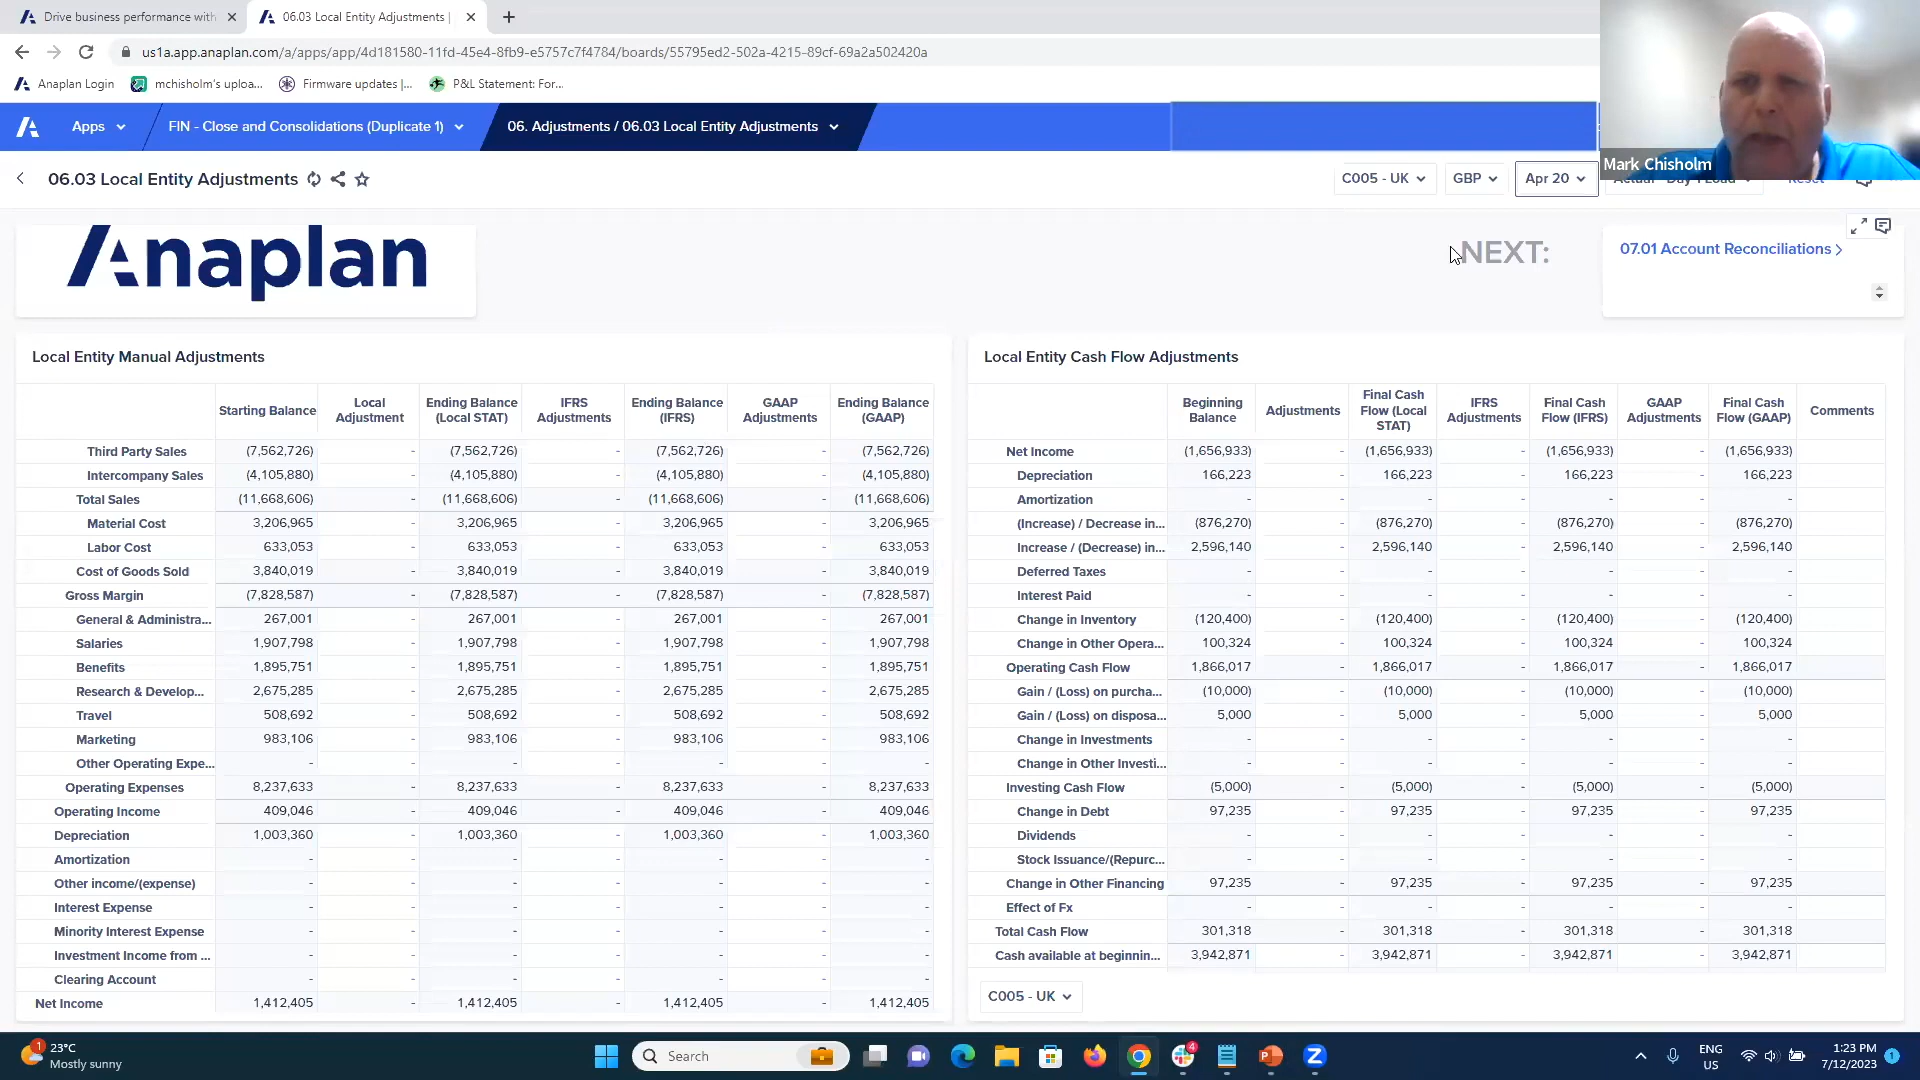 Drive business performance with
06.03 Local Entity Adjustments |
us1a.app.anaplan.com/a/apps/app/4d181580-11fd-45e4-8fb9-e5757c7f4784/boards/55795ed2-502a-4215-89cf-69a2a502420a
Anaplan Login
mchisholm's uploa...
Firmware updates |...
P&L Statement: For...
Apps
FIN - Close and Consolidations (Duplicate 1)
06. Adjustments / 06.03 Local Entity Adjustments
Mark Chisholm
06.03 Local Entity Adjustments
C005 - UK
GBP
Apr 20
Actual - Day 1 Load
Reset
Anaplan
NEXT:
07.01 Account Reconciliations
Local Entity Manual Adjustments
Starting Balance Local Adjustment Ending Balance (Local STAT) IFRS Adjustments Ending Balance (IFRS) GAAP Adjustments Ending Balance (GAAP)
Third Party Sales (7,562,726) - (7,562,726) - (7,562,726) - (7,562,726)
Intercompany Sales (4,105,880) - (4,105,880) - (4,105,880) - (4,105,880)
Total Sales (11,668,606) - (11,668,606) - (11,668,606) - (11,668,606)
Material Cost 3,206,965 - 3,206,965 - 3,206,965 - 3,206,965
Labor Cost 633,053 - 633,053 - 633,053 - 633,053
Cost of Goods Sold 3,840,019 - 3,840,019 - 3,840,019 - 3,840,019
Gross Margin (7,828,587) - (7,828,587) - (7,828,587) - (7,828,587)
General & Administra... 267,001 - 267,001 - 267,001 - 267,001
Salaries 1,907,798 - 1,907,798 - 1,907,798 - 1,907,798
Benefits 1,895,751 - 1,895,751 - 1,895,751 - 1,895,751
Research & Develop... 2,675,285 - 2,675,285 - 2,675,285 - 2,675,285
Travel 508,692 - 508,692 - 508,692 - 508,692
Marketing 983,106 - 983,106 - 983,106 - 983,106
Other Operating Expe... - - - - - - -
Operating Expenses 8,237,633 - 8,237,633 - 8,237,633 - 8,237,633
Operating Income 409,046 - 409,046 - 409,046 - 409,046
Depreciation 1,003,360 - 1,003,360 - 1,003,360 - 1,003,360
Amortization - - - - - - -
Other income/(expense) - - - - - - -
Interest Expense - - - - - - -
Minority Interest Expense - - - - - - -
Investment Income from ... - - - - - - -
Clearing Account - - - - - - -
Net Income 1,412,405 - 1,412,405 - 1,412,405 - 1,412,405
Local Entity Cash Flow Adjustments
Beginning Balance Adjustments Final Cash Flow (Local STAT) IFRS Adjustments Final Cash Flow (IFRS) GAAP Adjustments Final Cash Flow (GAAP) Comments
Net Income (1,656,933) - (1,656,933) - (1,656,933) - (1,656,933)
Depreciation 166,223 - 166,223 - 166,223 - 166,223
Amortization - - - - - - -
(Increase) / Decrease in... (876,270) - (876,270) - (876,270) - (876,270)
Increase / (Decrease) in... 2,596,140 - 2,596,140 - 2,596,140 - 2,596,140
Deferred Taxes - - - - - - -
Interest Paid - - - - - - -
Change in Inventory (120,400) - (120,400) - (120,400) - (120,400)
Change in Other Opera... 100,324 - 100,324 - 100,324 - 100,324
Operating Cash Flow 1,866,017 - 1,866,017 - 1,866,017 - 1,866,017
Gain / (Loss) on purcha... (10,000) - (10,000) - (10,000) - (10,000)
Gain / (Loss) on disposa... 5,000 - 5,000 - 5,000 - 5,000
Change in Investments - - - - - - -
Change in Other Investi... - - - - - - -
Investing Cash Flow (5,000) - (5,000) - (5,000) - (5,000)
Change in Debt 97,235 - 97,235 - 97,235 - 97,235
Dividends - - - - - - -
Stock Issuance/(Repurc... - - - - - - -
Change in Other Financing 97,235 - 97,235 - 97,235 - 97,235
Effect of Fx - - - - - - -
Total Cash Flow 301,318 - 301,318 - 301,318 - 301,318
Cash available at beginnin... 3,942,871 - 3,942,871 - 3,942,871 - 3,942,871
C005 - UK
1
23°C
Mostly sunny
Search
4
ENG
US
1:23 PM
7/12/2023
1